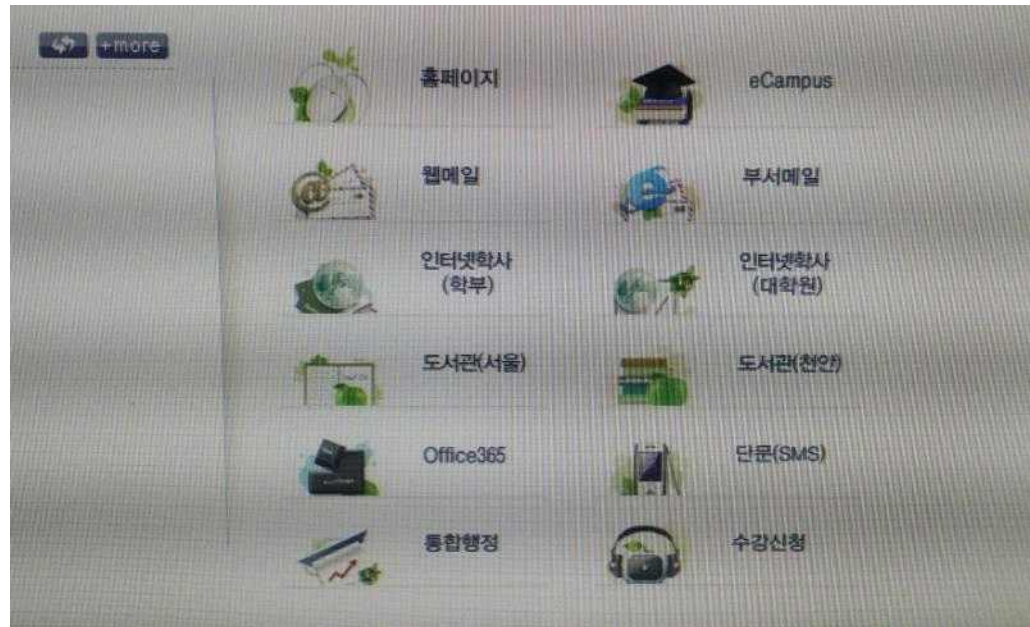 +more
홈페이지
eCampus
웹메일
부서메일
인터넷학사
(학부)
인터넷학사
(대학원)
도서관(서울)
도서관(천안)
Office365
단문(SMS)
통합행정
수강신청